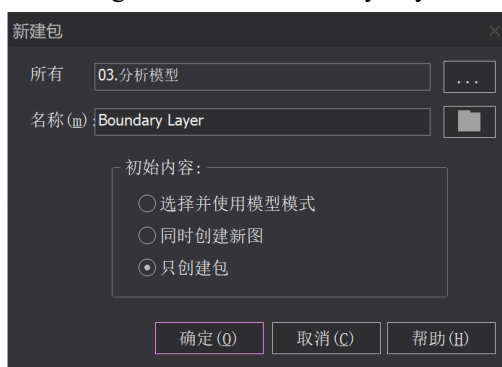 新建包
所有 03.分析模型 ...
名称(m): Boundary Layer
初始内容:
选择并使用模型模式
同时创建新图
只创建包
确定(O) 取消(C) 帮助(H)